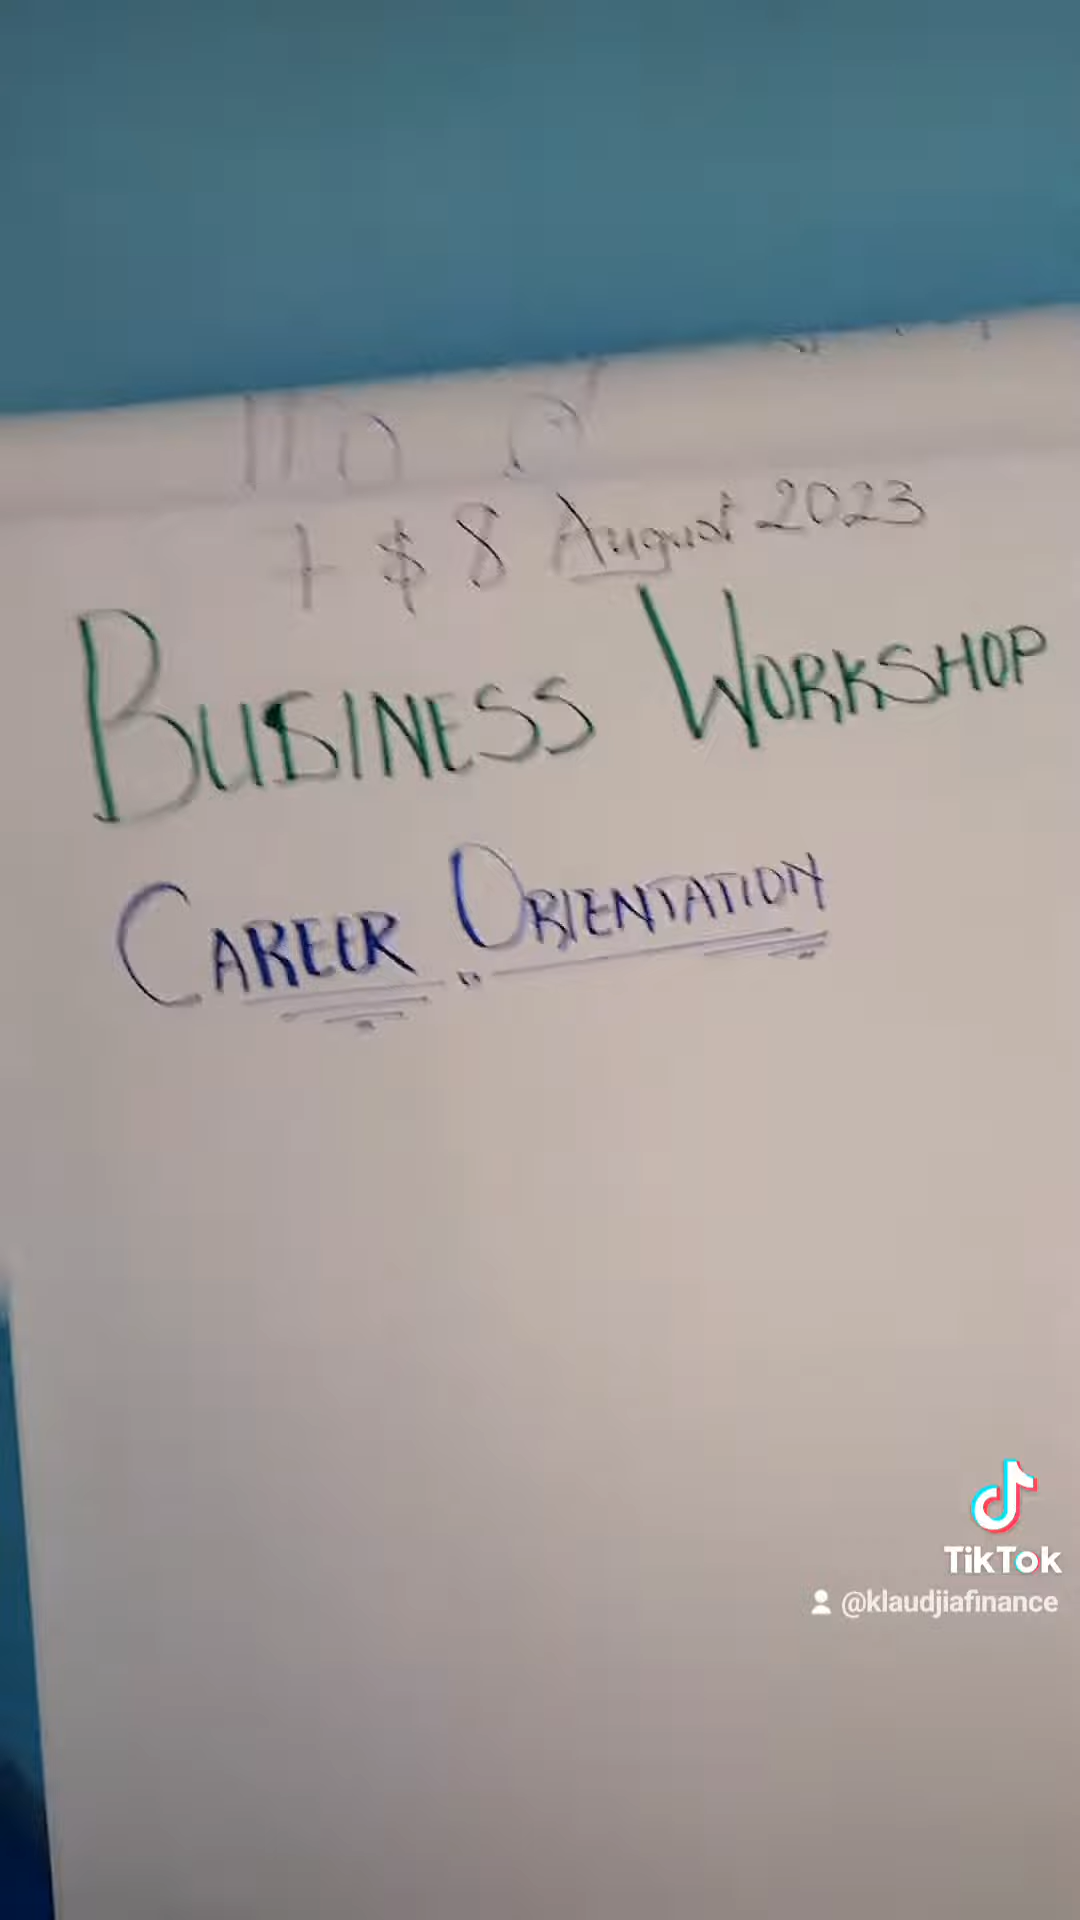 7 $ 8 August 2023
BUSINESS WORKSHOP
CAREER ORIENTATION
TikTok
@klaudjiafinance